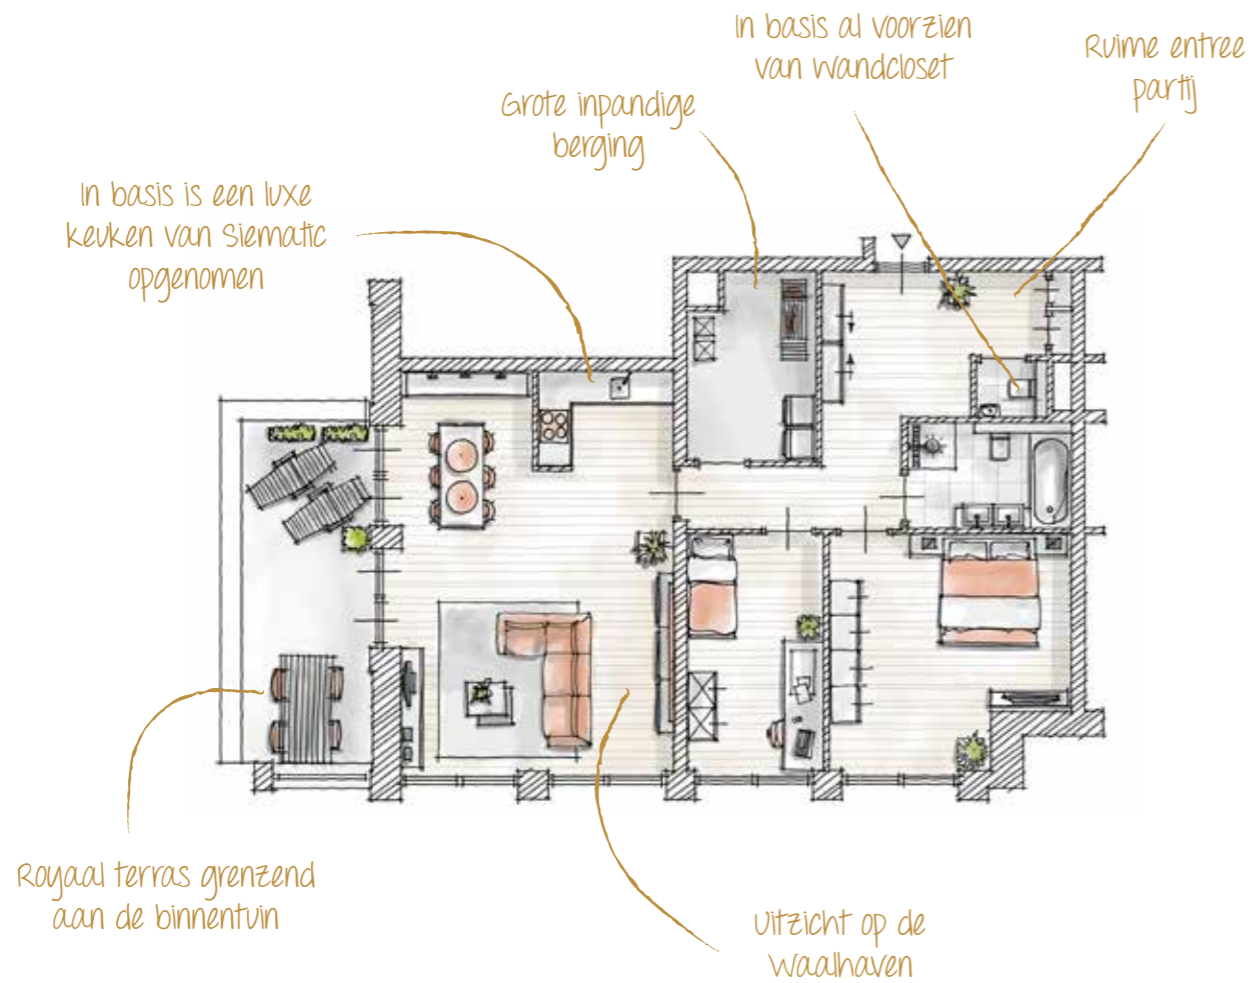 In basis al voorzien
van wandcloset
Ruime entree
partij
Grote inpandige
berging
In basis is een luxe
keuken van Siematic
opgenomen
Royaal terras grenzend
aan de binnentuin
Uitzicht op de
Waalhaven